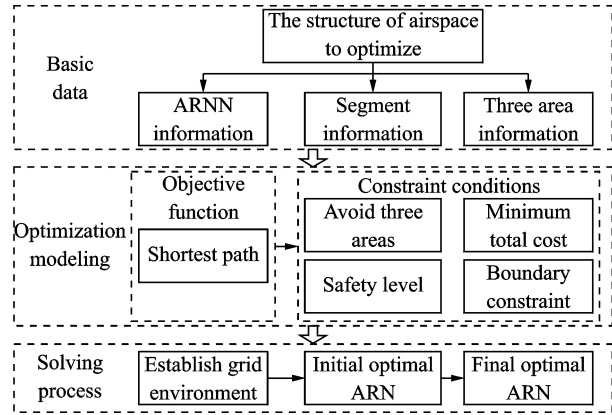 The structure of airspace
to optimize
Basic
data
ARNN
information
Segment
information
Three area
information
Objective
function
Constraint conditions
Optimization
modeling
Shortest path
Avoid three
areas
Minimum
total cost
Safety level
Boundary
constraint
Solving
process
Establish grid
environment
Initial optimal
ARN
Final optimal
ARN